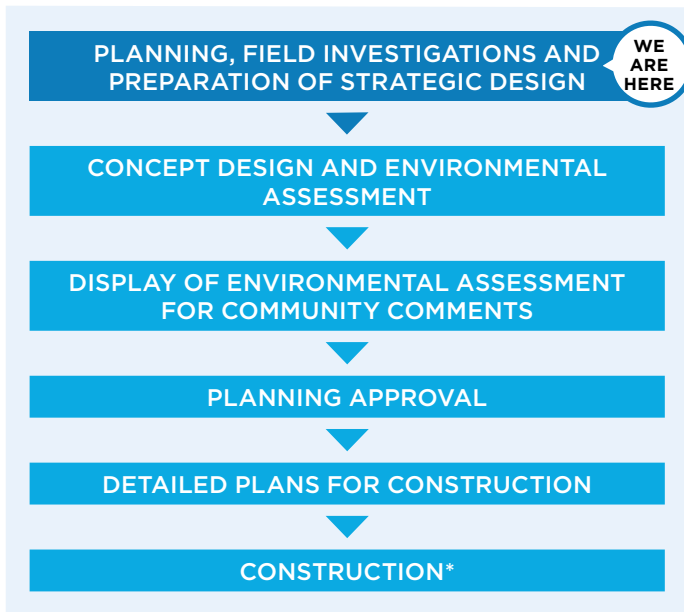 PLANNING, FIELD INVESTIGATIONS AND
PREPARATION OF STRATEGIC DESIGN
WE
ARE
HERE
CONCEPT DESIGN AND ENVIRONMENTAL
ASSESSMENT
DISPLAY OF ENVIRONMENTAL ASSESSMENT
FOR COMMUNITY COMMENTS
PLANNING APPROVAL
DETAILED PLANS FOR CONSTRUCTION
CONSTRUCTION*